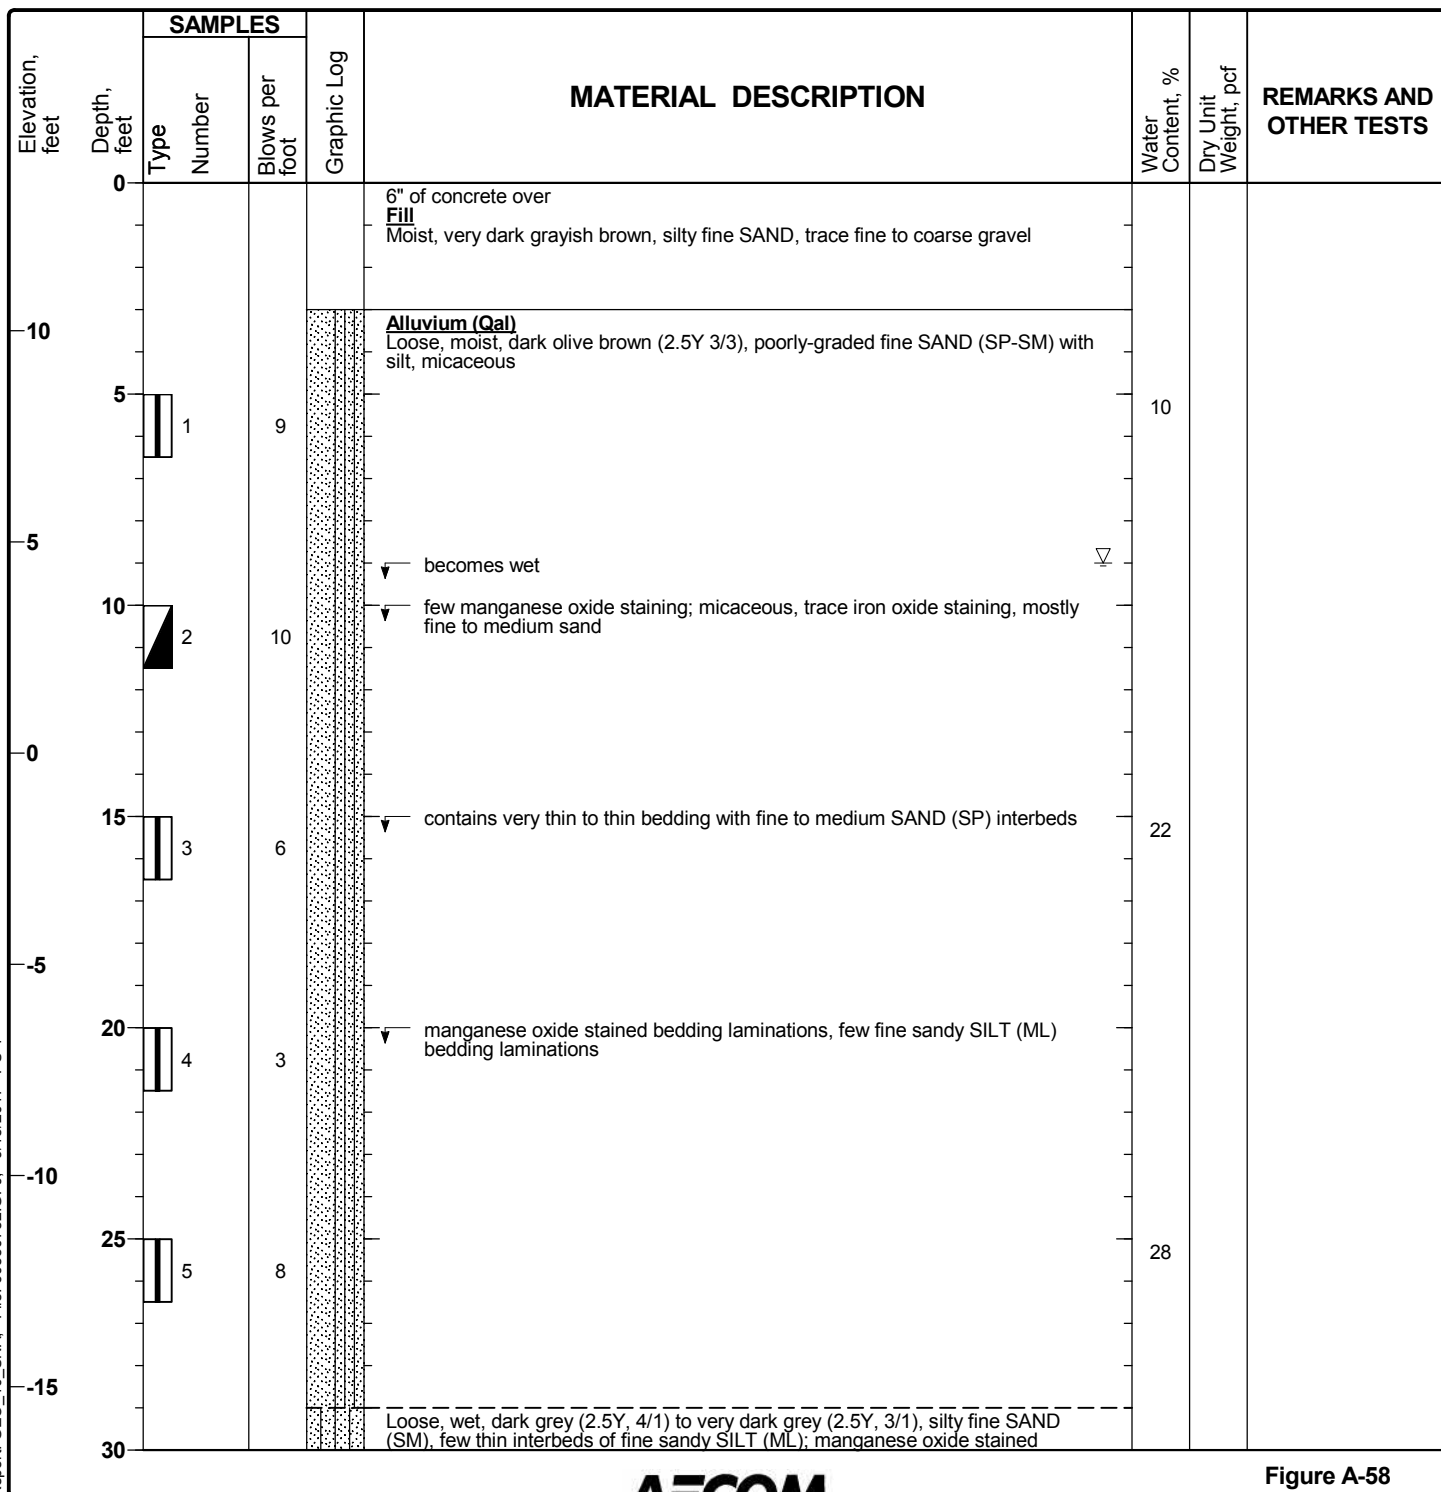 SAMPLES
Elevation, feet
Depth, feet
Type
Number
Blows per foot
Graphic Log
MATERIAL DESCRIPTION
Water Content, %
Dry Unit Weight, pcf
REMARKS AND
OTHER TESTS
0
6" of concrete over
Fill
Moist, very dark grayish brown, silty fine SAND, trace fine to coarse gravel
10
Alluvium (Qal)
Loose, moist, dark olive brown (2.5Y 3/3), poorly-graded fine SAND (SP-SM) with
silt, micaceous
5
1 9 10
5
becomes wet
10
few manganese oxide staining; micaceous, trace iron oxide staining, mostly
fine to medium sand
2 10
0
15
contains very thin to thin bedding with fine to medium SAND (SP) interbeds
22
3 6
-5
20
manganese oxide stained bedding laminations, few fine sandy SILT (ML)
bedding laminations
4 3
-10
25
28
5 8
-15
Loose, wet, dark grey (2.5Y, 4/1) to very dark grey (2.5Y, 3/1), silty fine SAND
(SM), few thin interbeds of fine sandy SILT (ML); manganese oxide stained
30
AECOM
Figure A-58